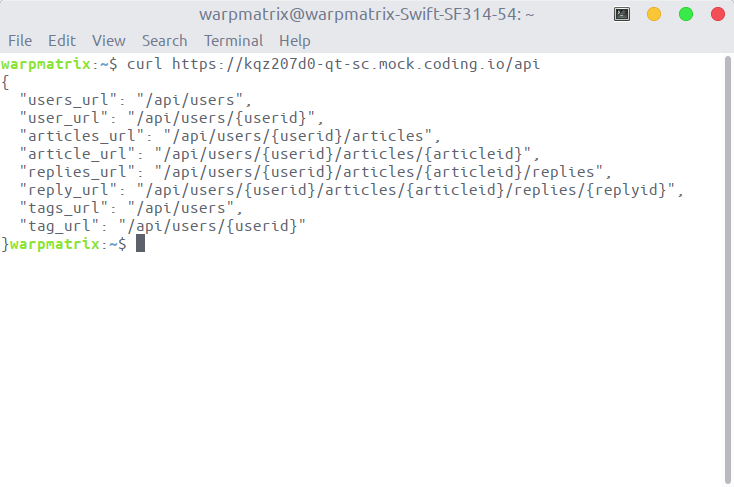 warpmatrix@warpmatrix-Swift-SF314-54: ~
File Edit View Search Terminal Help
warpmatrix:~$ curl https://kqz207d0-qt-sc.mock.coding.io/api
{
  "users_url": "/api/users",
  "user_url": "/api/users/{userid}",
  "articles_url": "/api/users/{userid}/articles",
  "article_url": "/api/users/{userid}/articles/{articleid}",
  "replies_url": "/api/users/{userid}/articles/{articleid}/replies",
  "reply_url": "/api/users/{userid}/articles/{articleid}/replies/{replyid}",
  "tags_url": "/api/users",
  "tag_url": "/api/users/{userid}"
}warpmatrix:~$